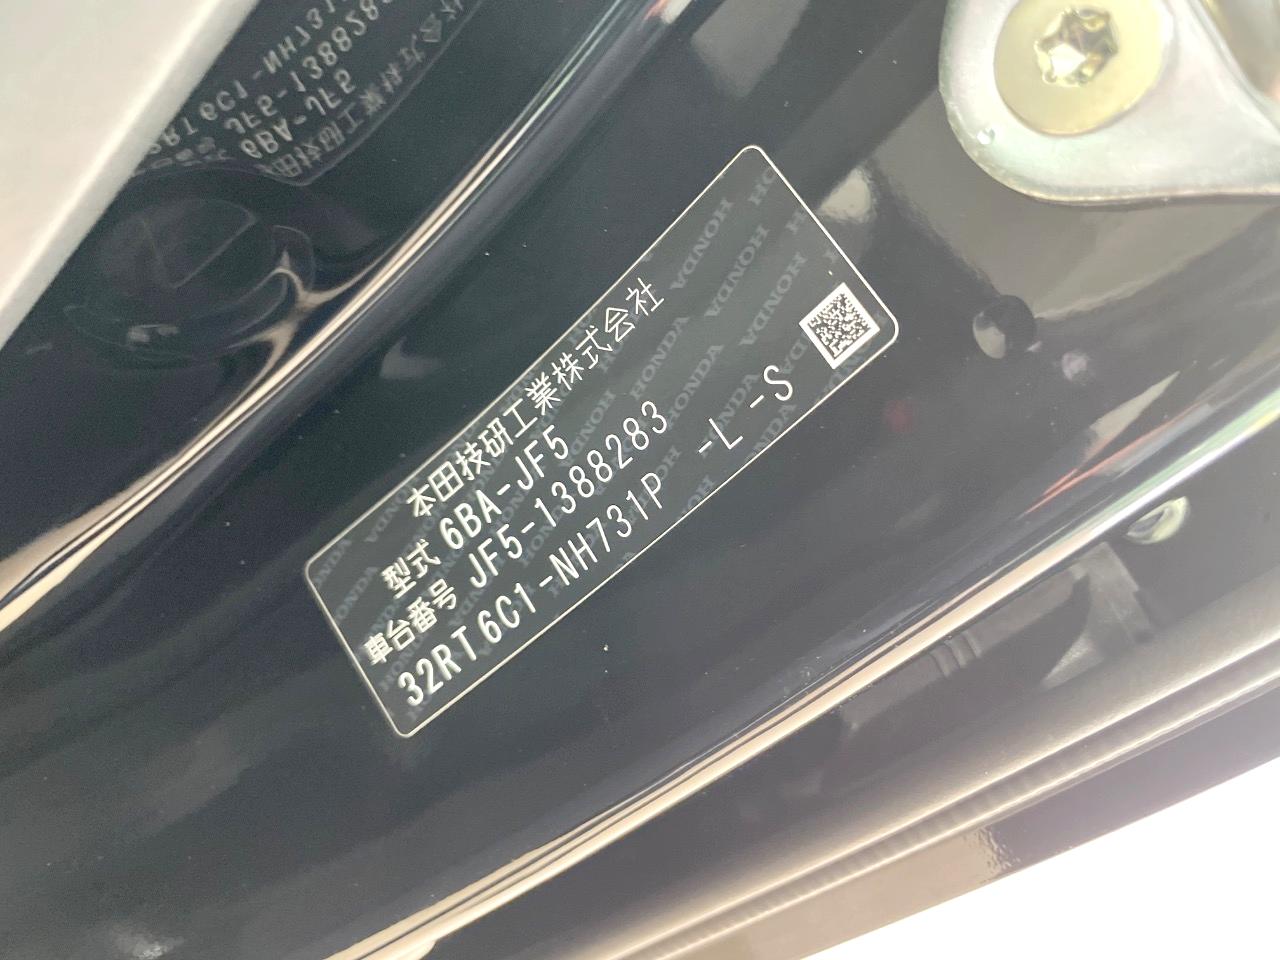 本田技研工業株式会社
型式 6BA-JF5
車台番号 JF5-1388283
32RT6C1-NH731P -L -S